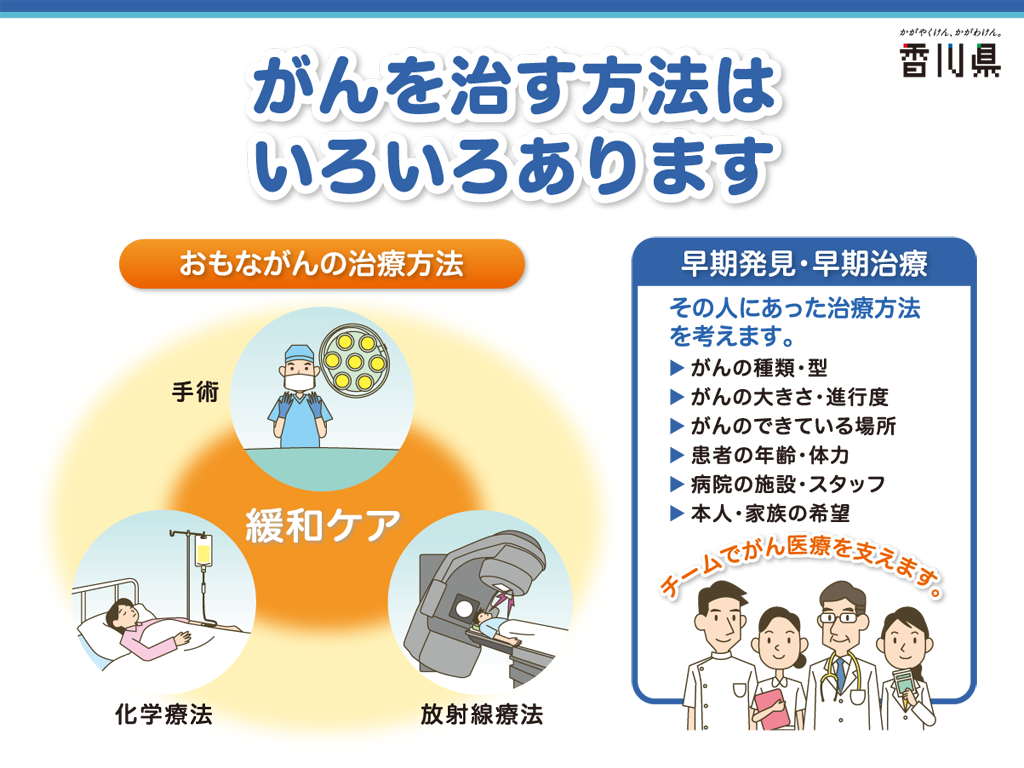 かがやくけん、かがわけん。
香川県
がんを治す方法は
いろいろあります
おもながんの治療方法
手術
緩和ケア
化学療法
放射線療法
早期発見・早期治療
その人にあった治療方法
を考えます。
▶がんの種類・型
▶がんの大きさ・進行度
▶がんのできている場所
▶患者の年齢・体力
▶病院の施設・スタッフ
▶本人・家族の希望
チームでがん医療を支えます。